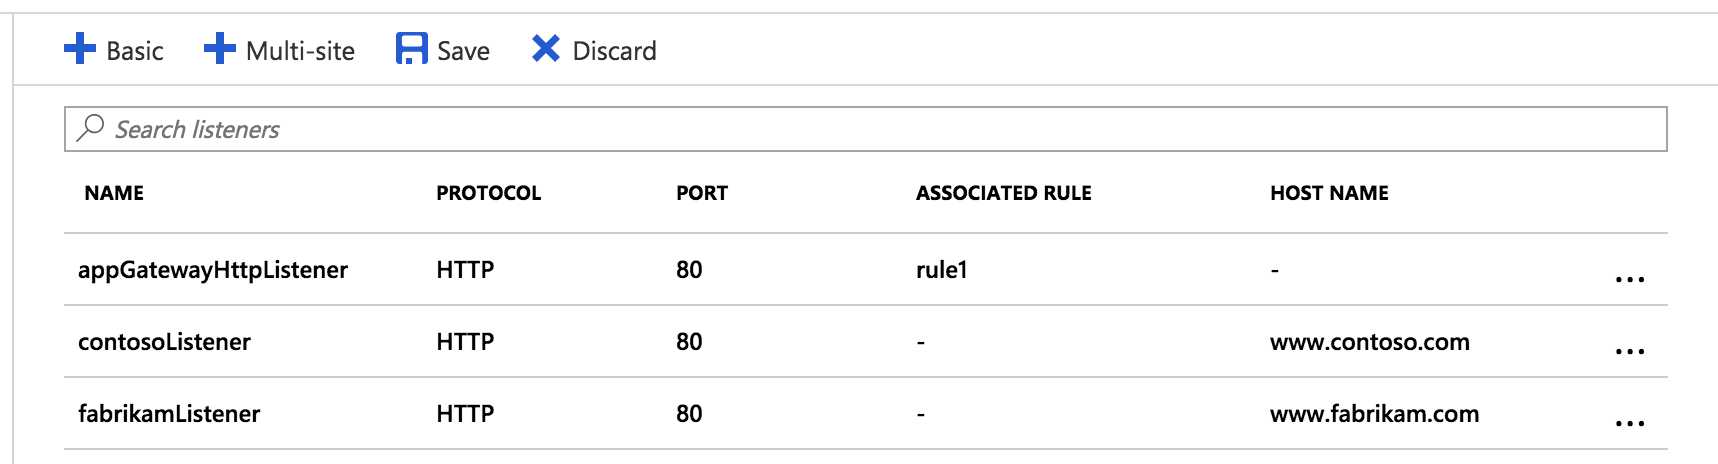 Basic Multi-site Save Discard
Search listeners
NAME PROTOCOL PORT ASSOCIATED RULE HOST NAME
appGatewayHttpListener HTTP 80 rule1 - ...
contosoListener HTTP 80 - www.contoso.com ...
fabrikamListener HTTP 80 - www.fabrikam.com ...